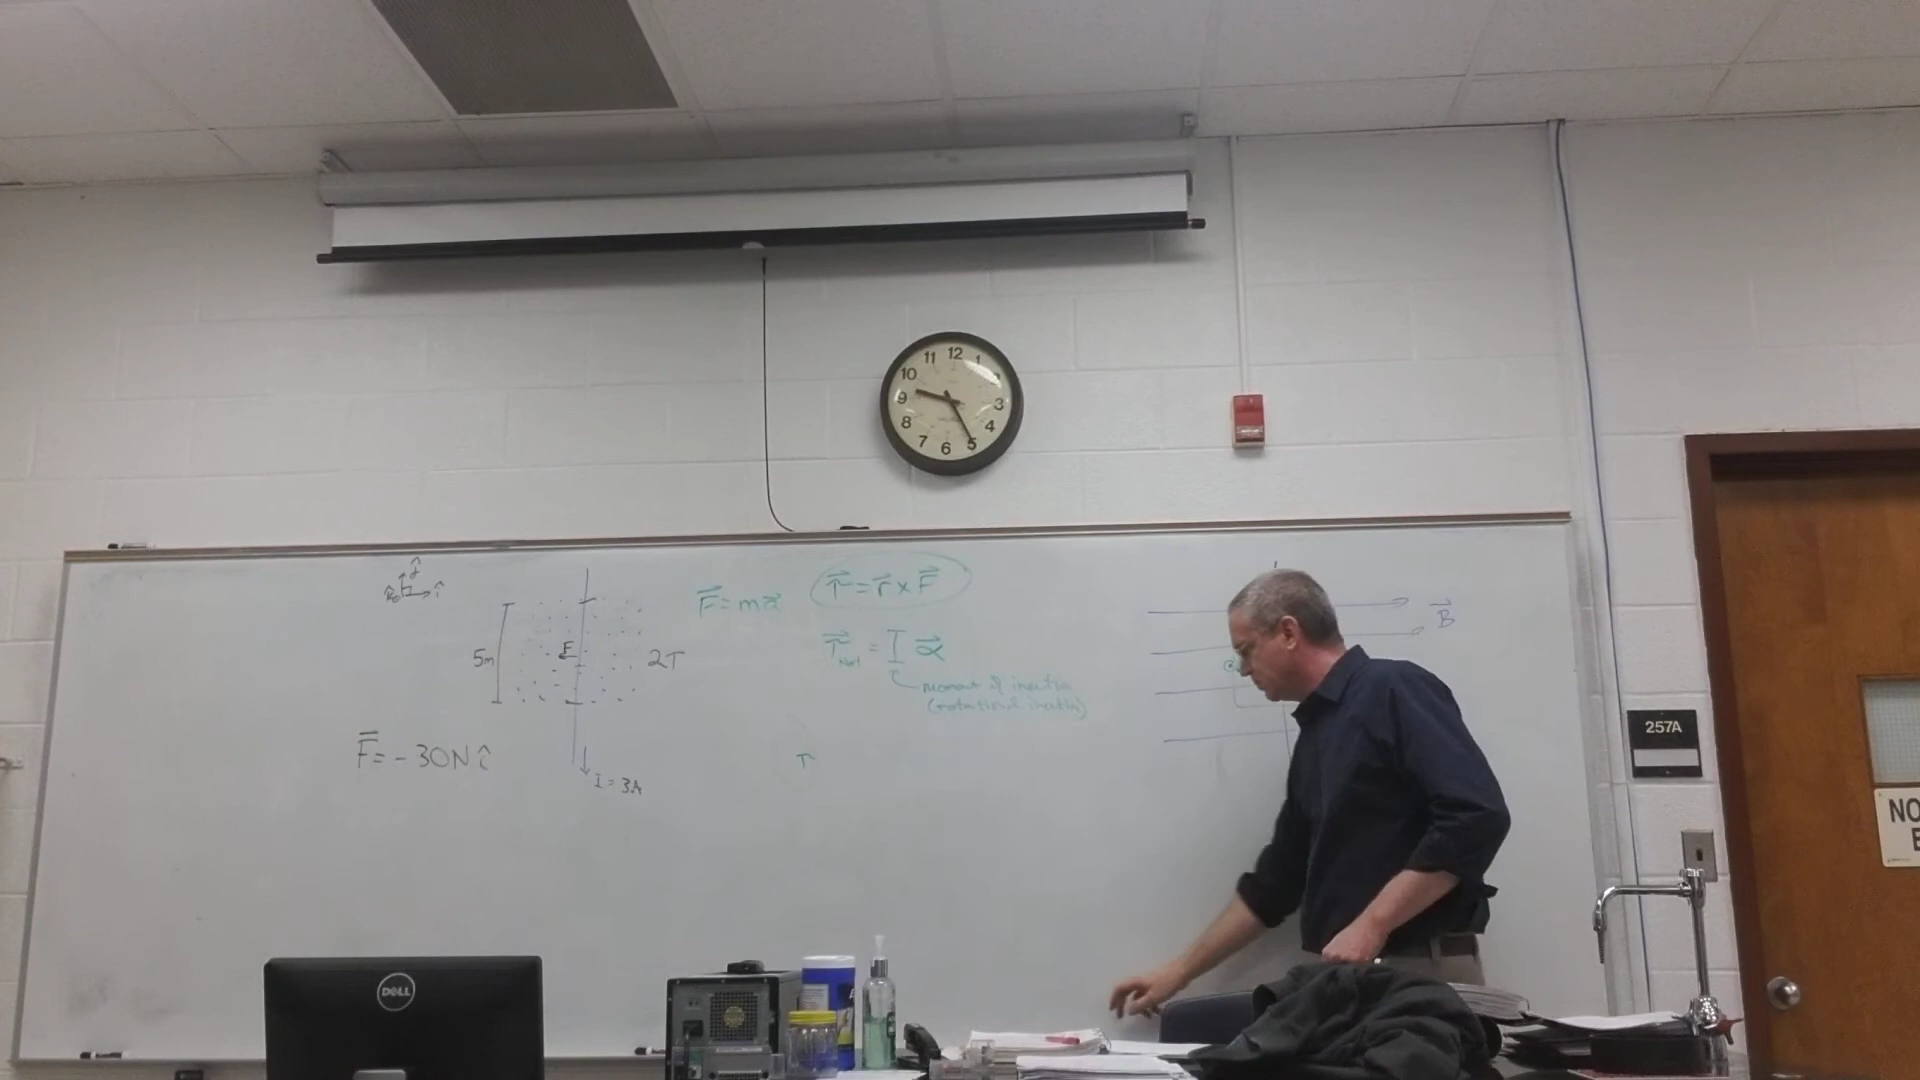 ĵ
k̂ î
5m
F
2T
F⃗ = -30N î
I = 3A
F⃗ = ma⃗
τ⃗ = r⃗ × F⃗
τ⃗Net = I α⃗
moment of inertia
(rotational inertia)
τ
B⃗
11 12 1
10
9 3
8 4
7 6 5
257A
NO
E
DELL